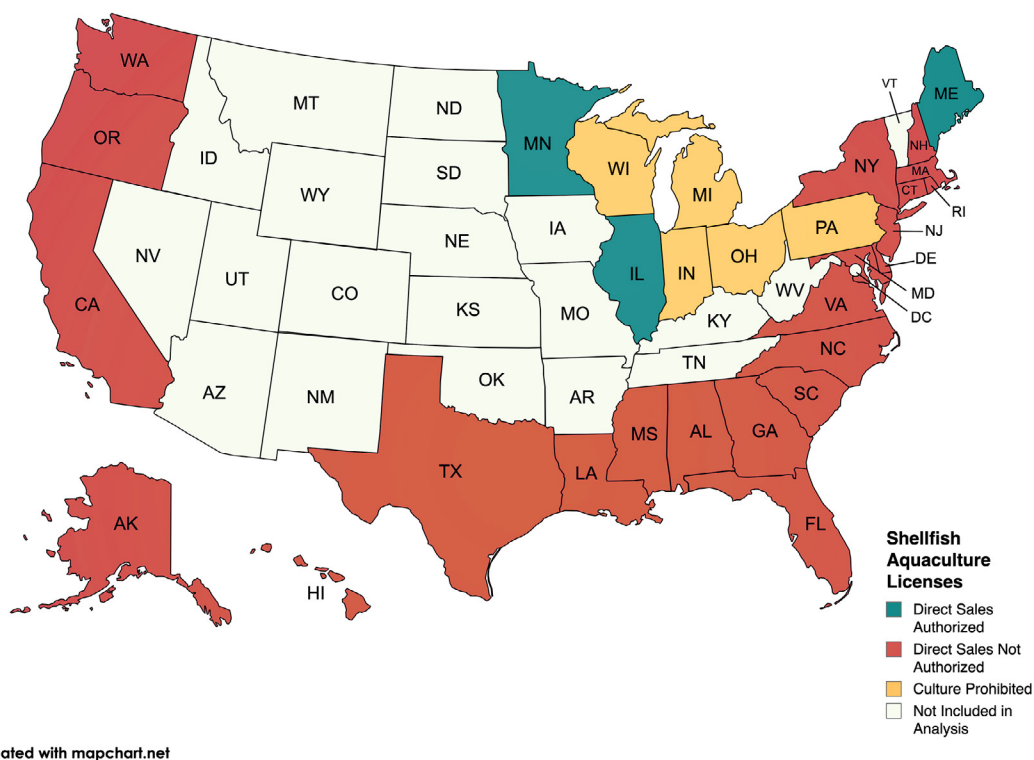 WA
OR
CA
NV
ID
MT
WY
UT
AZ
CO
NM
ND
SD
NE
KS
OK
TX
MN
IA
MO
AR
LA
WI
IL
MI
IN
OH
KY
TN
MS
AL
GA
FL
SC
NC
VA
WV
PA
NY
VT
NH
ME
MA
CT
RI
NJ
DE
MD
DC
AK
HI
Shellfish
Aquaculture
Licenses
Direct Sales
Authorized
Direct Sales Not
Authorized
Culture Prohibited
Not Included in
Analysis
ated with mapchart.net